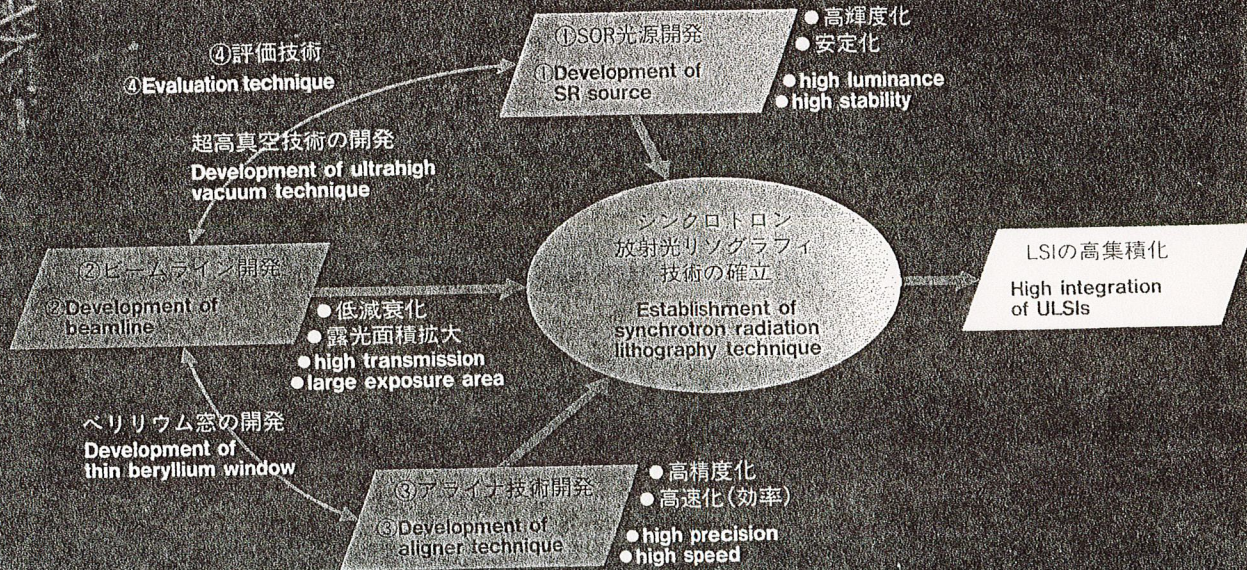 ④評価技術
④Evaluation technique
超高真空技術の開発
Development of ultrahigh
vacuum technique
①SOR光源開発
①Development of
SR source
●高輝度化
●安定化
●high luminance
●high stability
②ビームライン開発
②Development of
beamline
●低減衰化
●露光面積拡大
●high transmission
●large exposure area
シンクロトロン
放射光リソグラフィ
技術の確立
Establishment of
synchrotron radiation
lithography technique
LSIの高集積化
High integration
of ULSIs
ベリリウム窓の開発
Development of
thin beryllium window
③アライナ技術開発
③Development of
aligner technique
●高精度化
●高速化(効率)
●high precision
●high speed